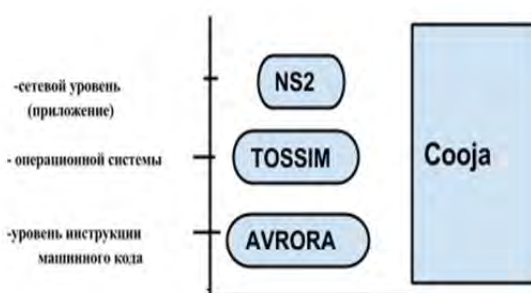 -сетевой уровень
(приложение)
NS2
- операционной системы
TOSSIM
Cooja
-уровень инструкции
машинного кода
AVRORA